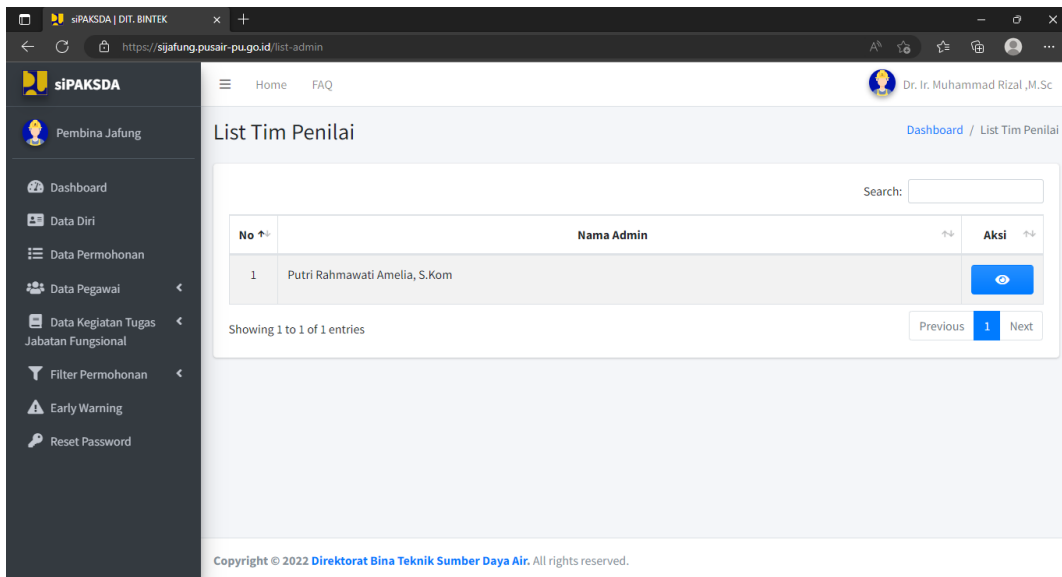 siPAKSDA | DIT. BINTEK
https://sijafung.pusair-pu.go.id/list-admin
siPAKSDA
Home FAQ
Dr. Ir. Muhammad Rizal ,M.Sc
Pembina Jafung
List Tim Penilai
Dashboard / List Tim Penilai
Dashboard
Data Diri
Data Permohonan
Data Pegawai
Data Kegiatan Tugas
Jabatan Fungsional
Filter Permohonan
Early Warning
Reset Password
Search:
No Nama Admin Aksi
1 Putri Rahmawati Amelia, S.Kom
Showing 1 to 1 of 1 entries
Previous 1 Next
Copyright © 2022 Direktorat Bina Teknik Sumber Daya Air. All rights reserved.